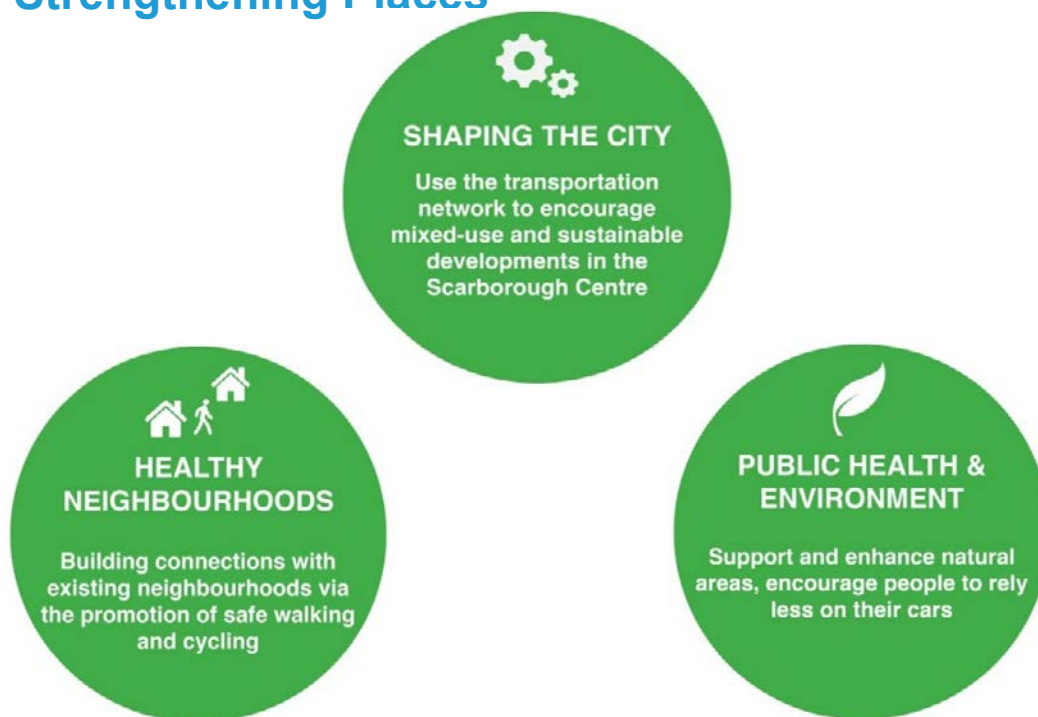 Strengthening Places
SHAPING THE CITY
Use the transportation
network to encourage
mixed-use and sustainable
developments in the
Scarborough Centre
HEALTHY
NEIGHBOURHOODS
Building connections with
existing neighbourhoods via
the promotion of safe walking
and cycling
PUBLIC HEALTH &
ENVIRONMENT
Support and enhance natural
areas, encourage people to rely
less on their cars